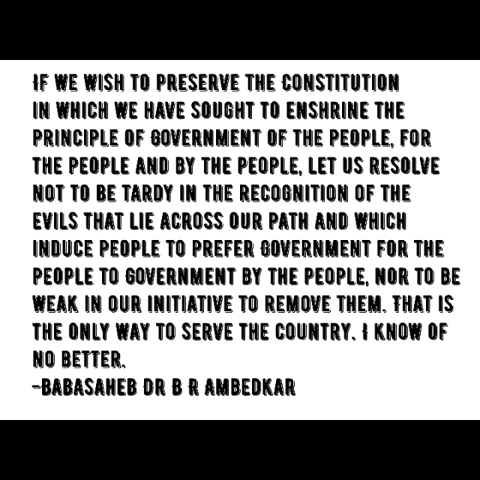 If we wish to preserve the Constitution
in which we have sought to enshrine the
principle of Government of the people, for
the people and by the people, let us resolve
not to be tardy in the recognition of the
evils that lie across our path and which
induce people to prefer Government for the
people to Government by the people, nor to be
weak in our initiative to remove them. That is
the only way to serve the country. I know of
no better.
-Babasaheb Dr B R Ambedkar